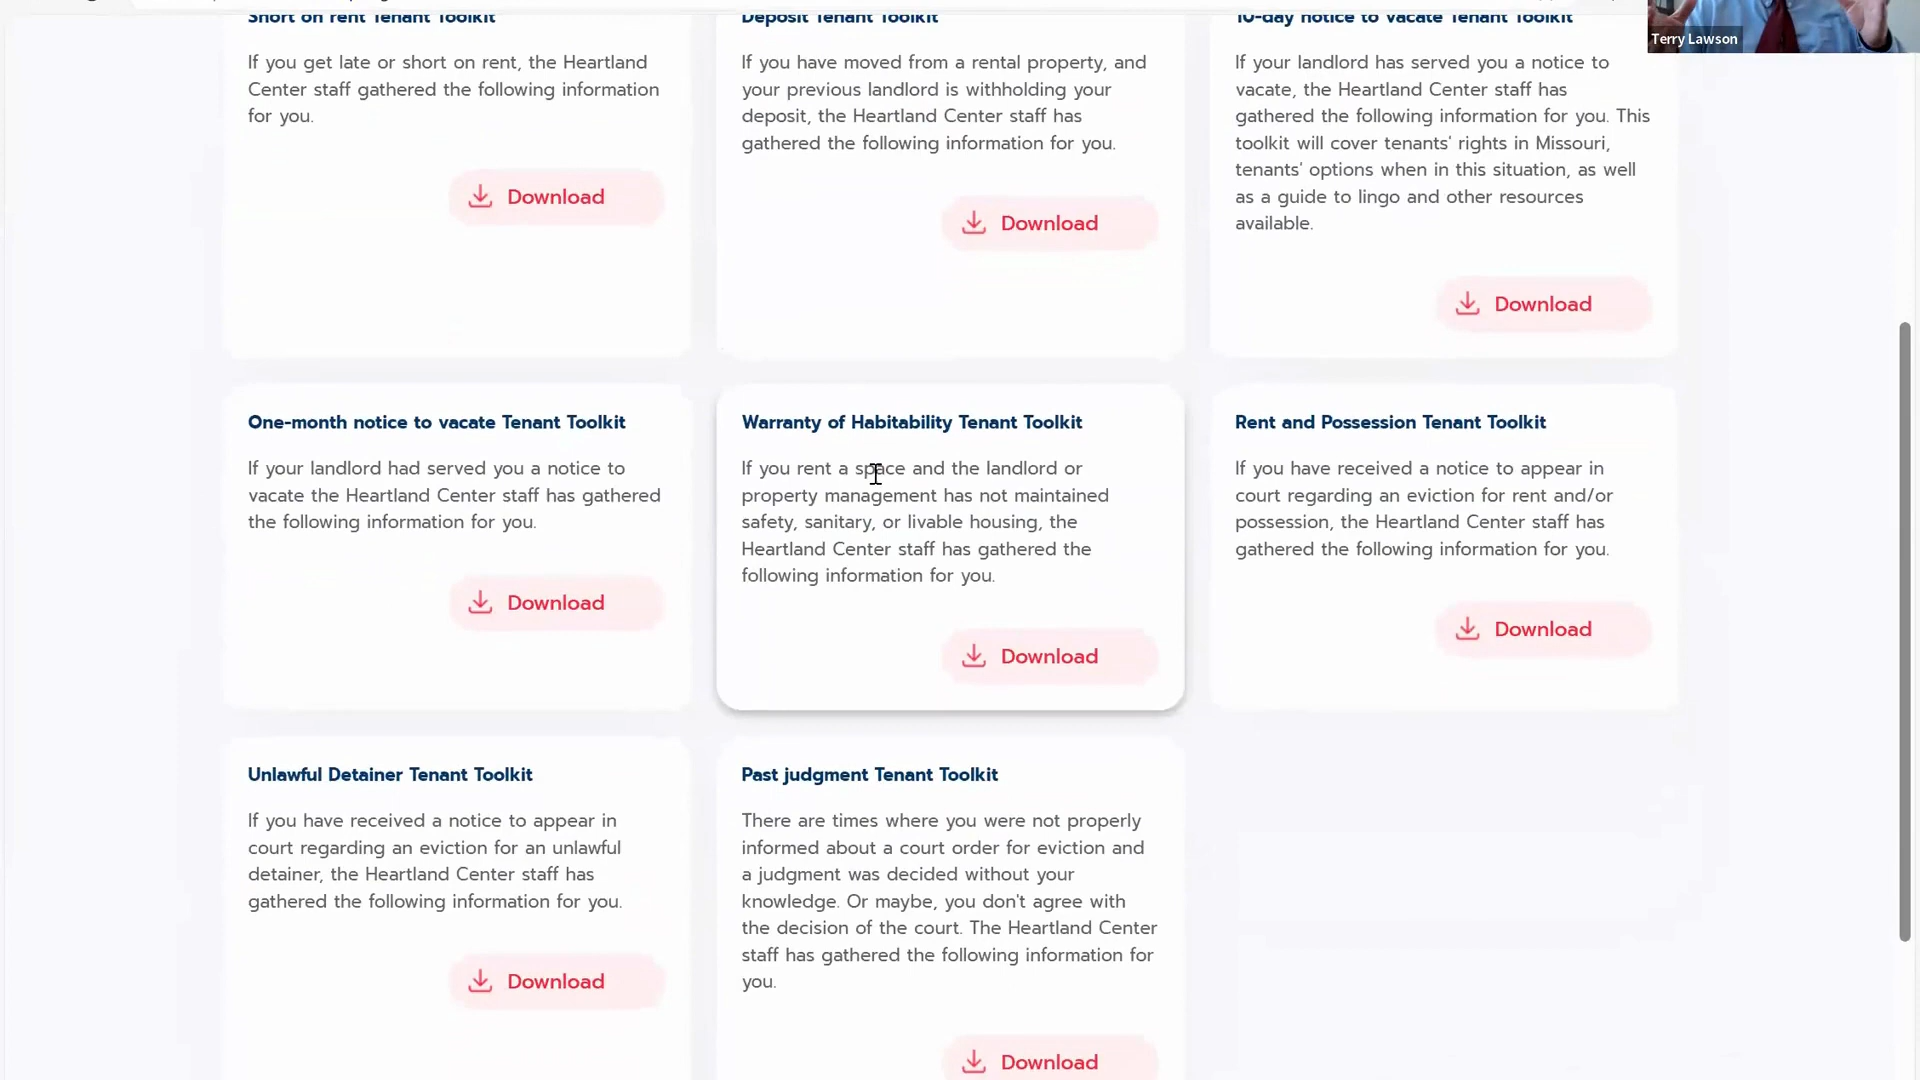 Short on rent Tenant Toolkit
If you get late or short on rent, the Heartland
Center staff gathered the following information
for you.
Download
Deposit Tenant Toolkit
If you have moved from a rental property, and
your previous landlord is withholding your
deposit, the Heartland Center staff has
gathered the following information for you.
Download
10-day notice to vacate Tenant Toolkit
If your landlord has served you a notice to
vacate, the Heartland Center staff has
gathered the following information for you. This
toolkit will cover tenants' rights in Missouri,
tenants' options when in this situation, as well
as a guide to lingo and other resources
available.
Download
Terry Lawson
One-month notice to vacate Tenant Toolkit
If your landlord had served you a notice to
vacate the Heartland Center staff has gathered
the following information for you.
Download
Warranty of Habitability Tenant Toolkit
If you rent a space and the landlord or
property management has not maintained
safety, sanitary, or livable housing, the
Heartland Center staff has gathered the
following information for you.
Download
Rent and Possession Tenant Toolkit
If you have received a notice to appear in
court regarding an eviction for rent and/or
possession, the Heartland Center staff has
gathered the following information for you.
Download
Unlawful Detainer Tenant Toolkit
If you have received a notice to appear in
court regarding an eviction for an unlawful
detainer, the Heartland Center staff has
gathered the following information for you.
Download
Past judgment Tenant Toolkit
There are times where you were not properly
informed about a court order for eviction and
a judgment was decided without your
knowledge. Or maybe, you don't agree with
the decision of the court. The Heartland Center
staff has gathered the following information for
you.
Download